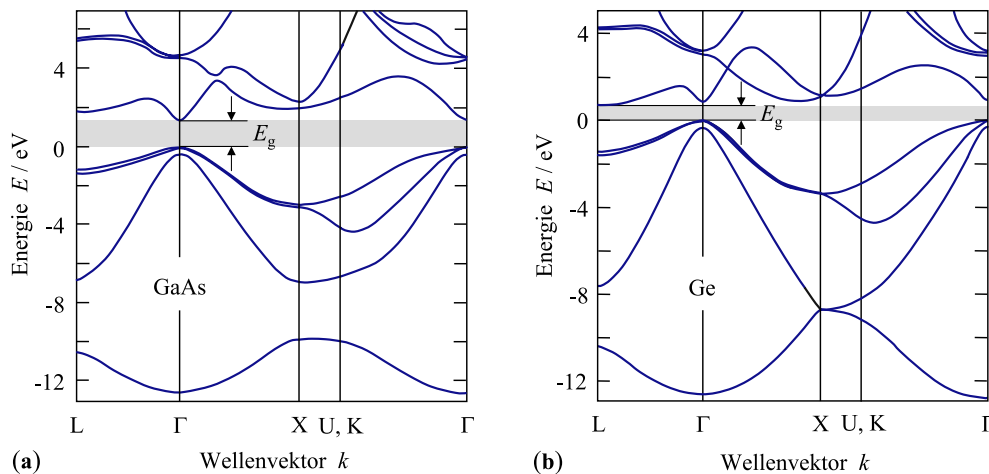 Energie E / eV
4
0
-4
-8
-12
E_g
GaAs
L Γ X U, K Γ
(a) Wellenvektor k
Energie E / eV
4
0
-4
-8
-12
E_g
Ge
L Γ X U, K Γ
(b) Wellenvektor k